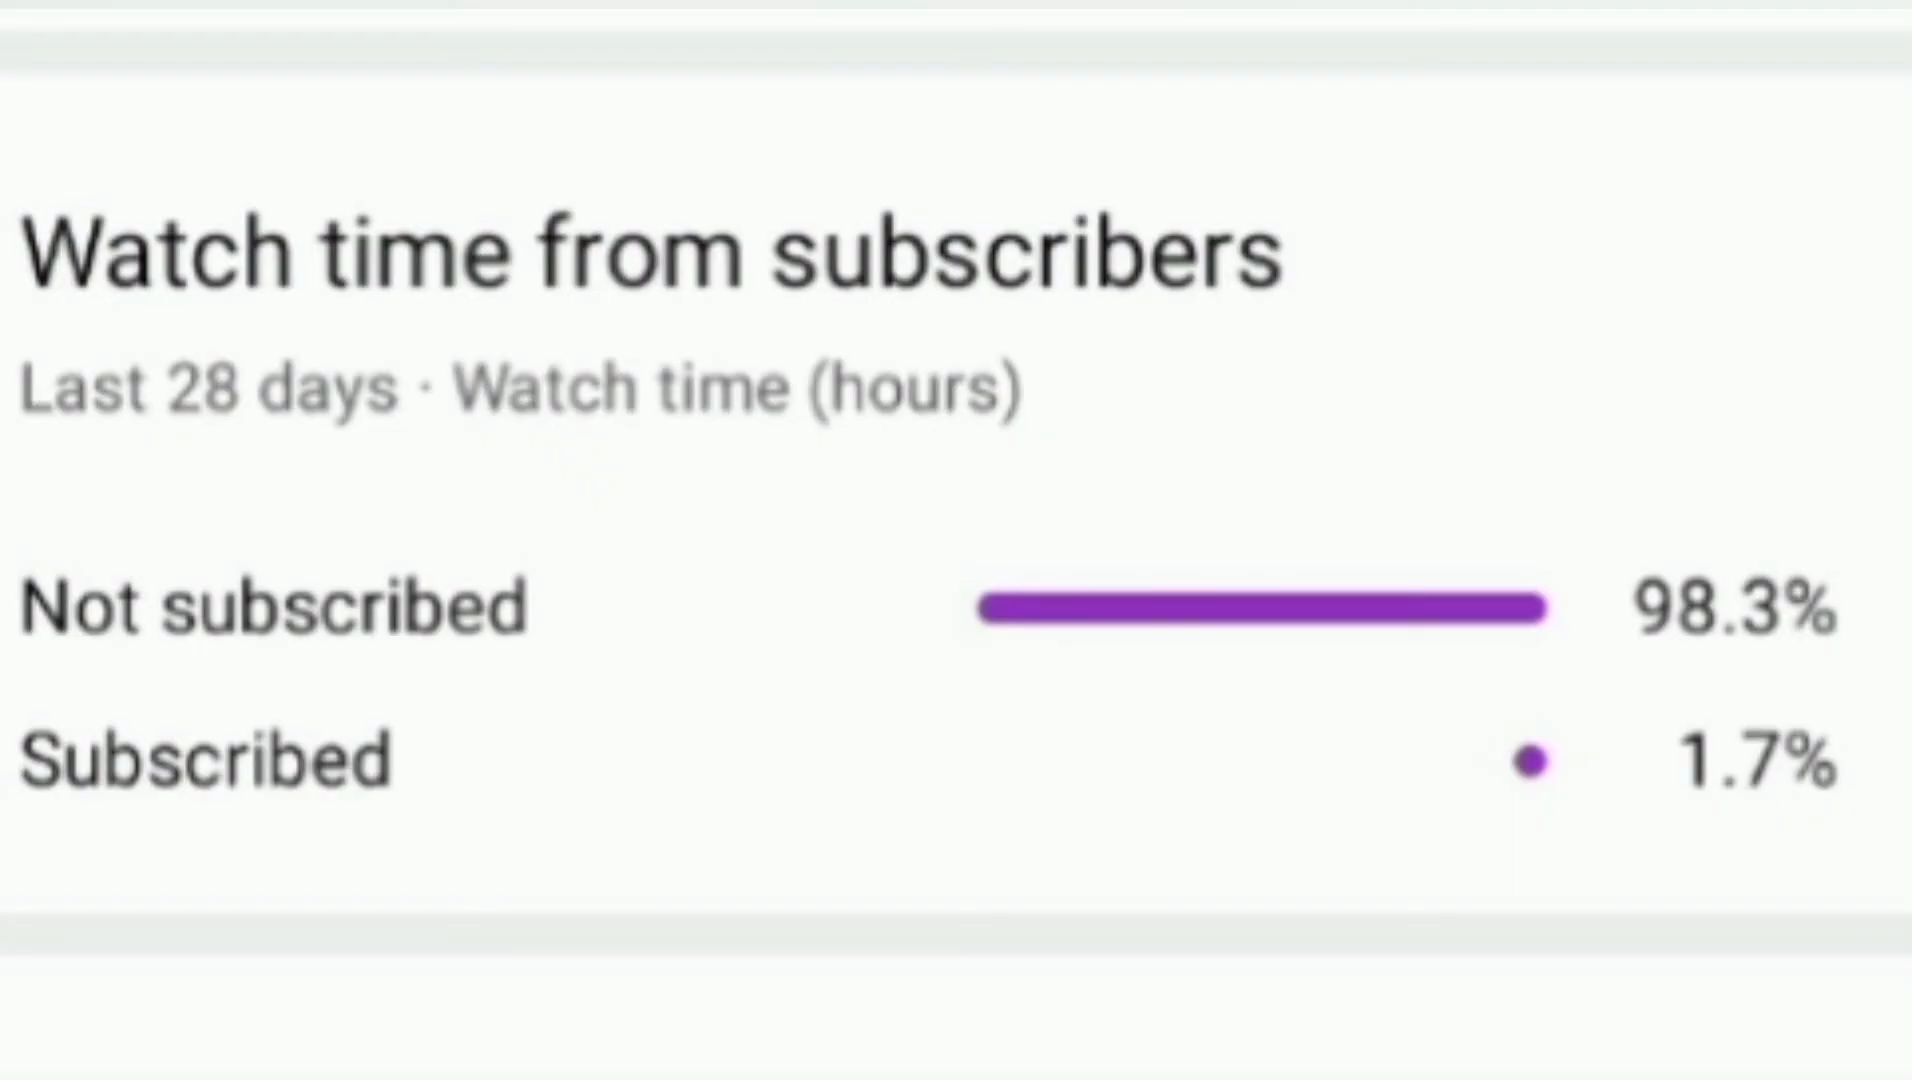 Watch time from subscribers
Last 28 days · Watch time (hours)
Not subscribed 98.3%
Subscribed 1.7%